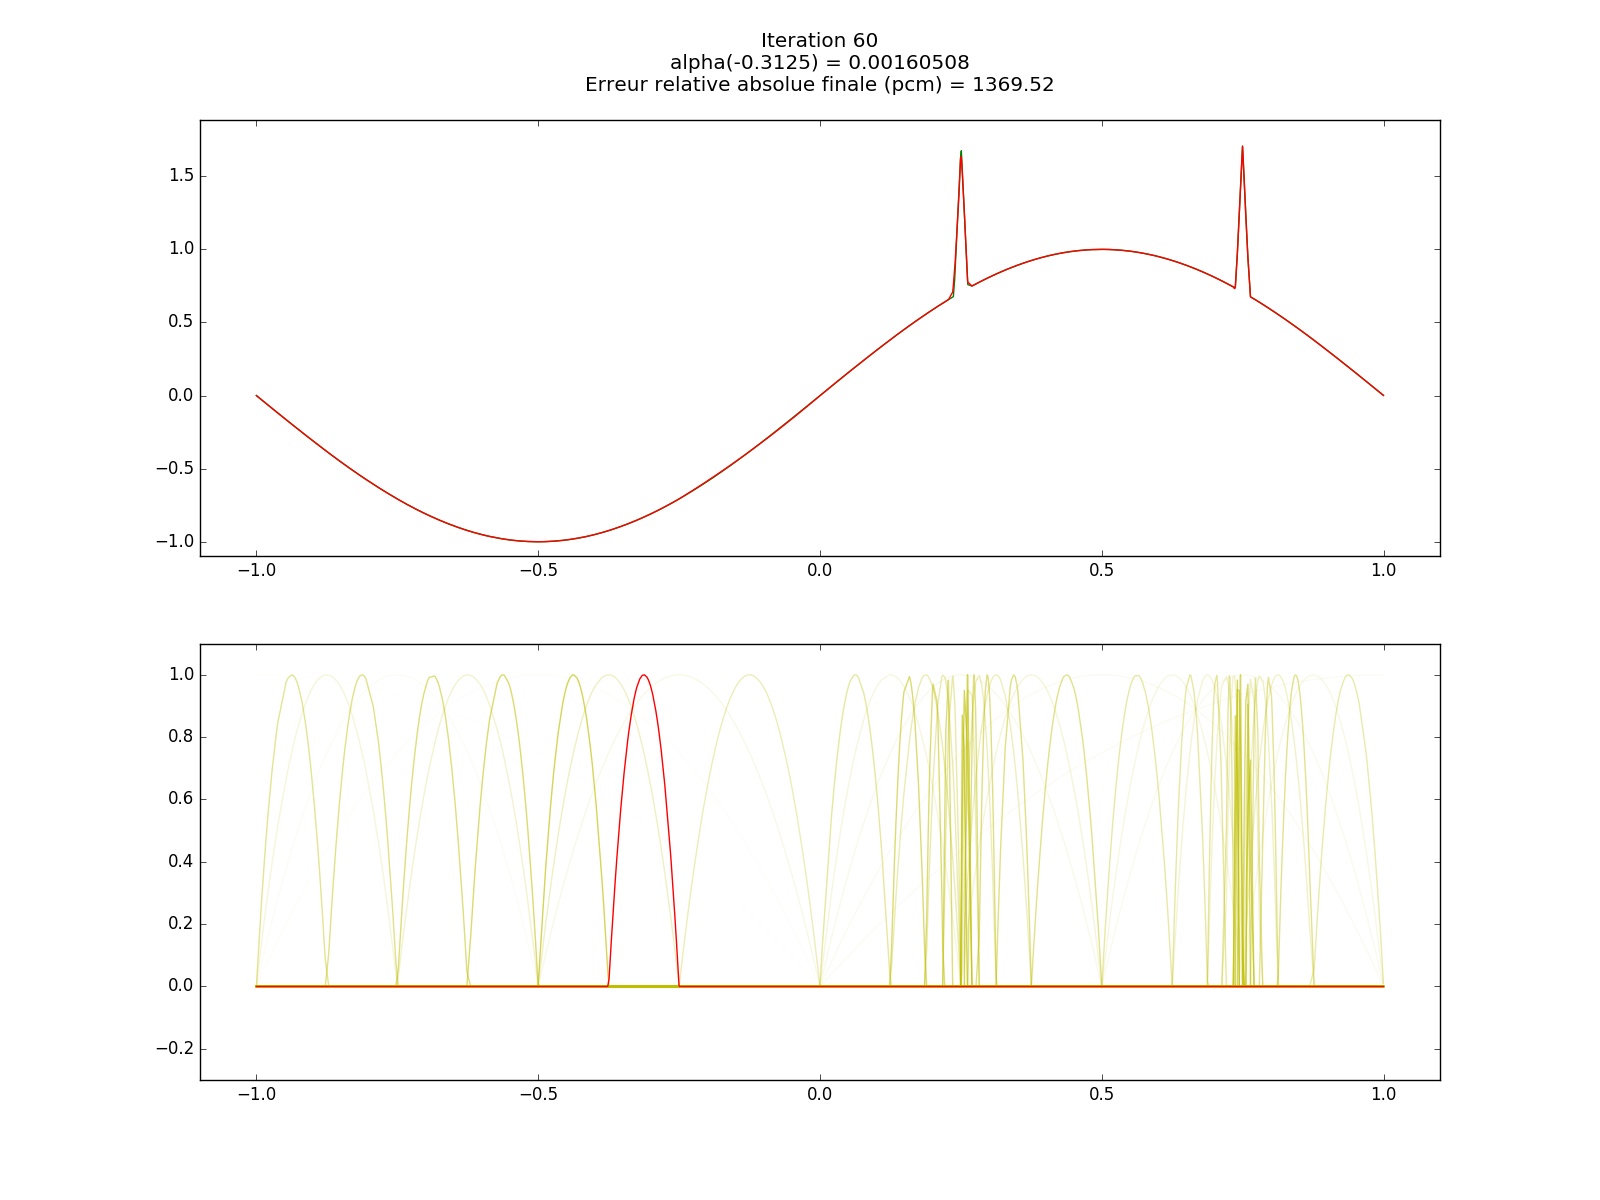 Iteration 60
alpha(-0.3125) = 0.00160508
Erreur relative absolue finale (pcm) = 1369.52
1.5
1.0
0.5
0.0
−0.5
−1.0
−1.0 −0.5 0.0 0.5 1.0
1.0
0.8
0.6
0.4
0.2
0.0
−0.2
−1.0 −0.5 0.0 0.5 1.0